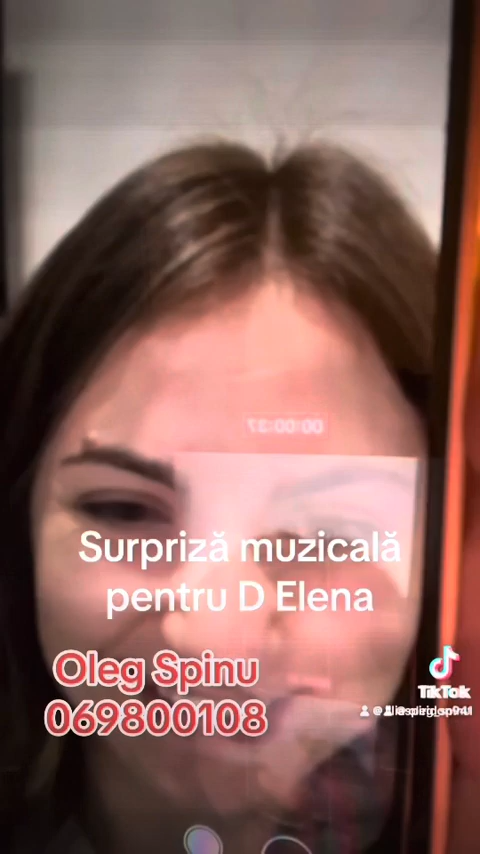 Surpriză muzicală
pentru D Elena
Oleg Spinu
069800108
TikTok